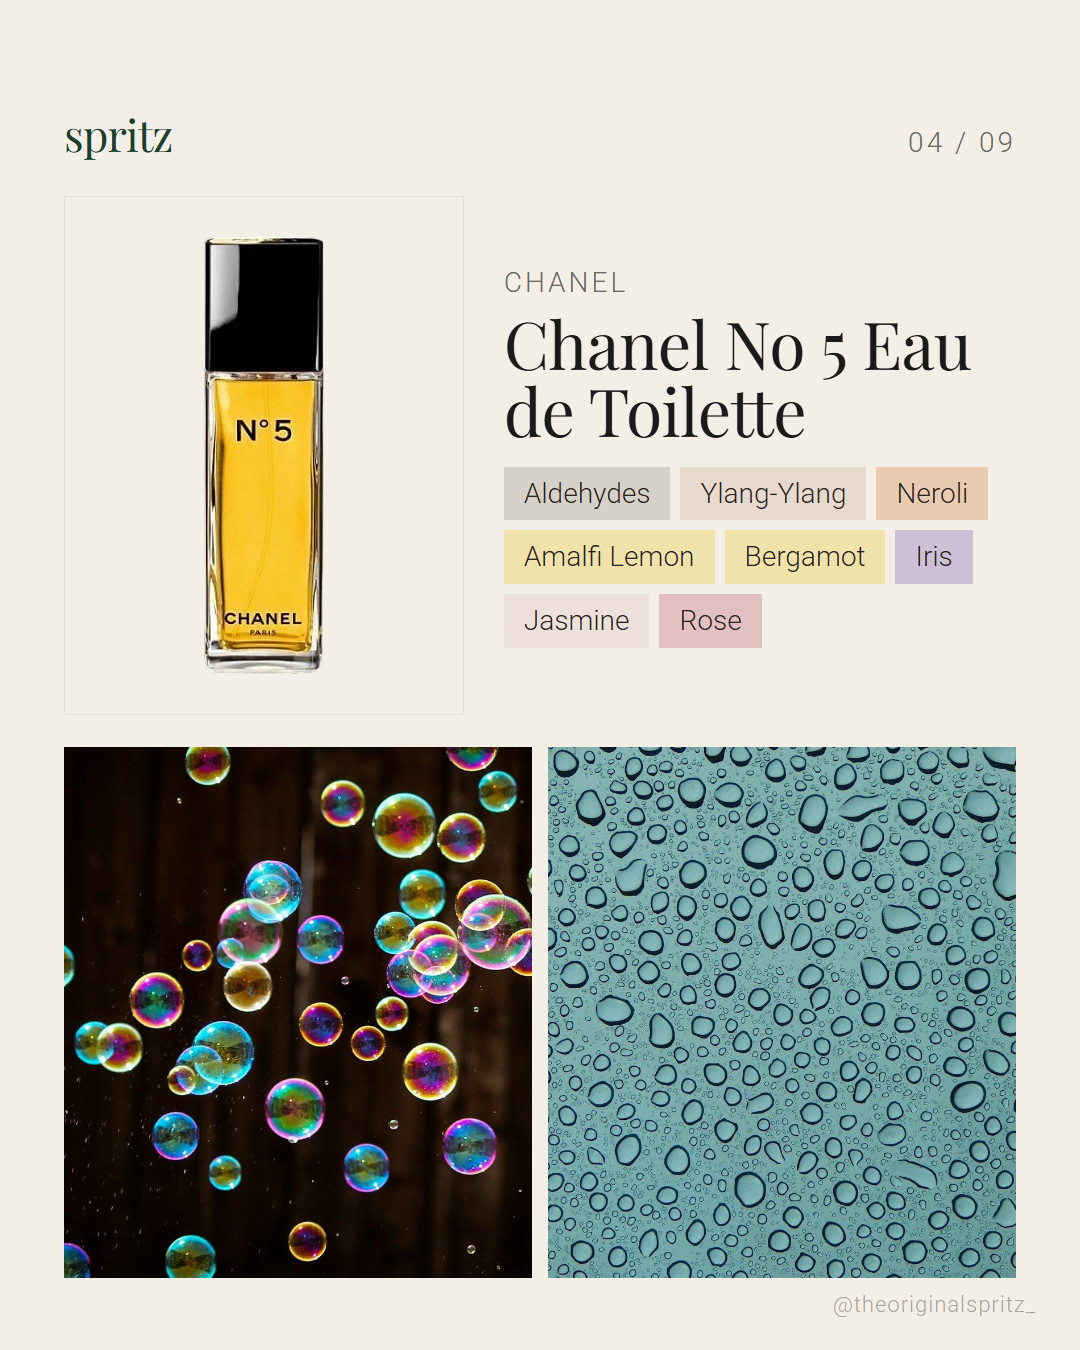 spritz
04 / 09
N°5
CHANEL
PARIS
CHANEL
Chanel No 5 Eau
de Toilette
Aldehydes
Ylang-Ylang
Neroli
Amalfi Lemon
Bergamot
Iris
Jasmine
Rose
@theoriginalspritz_